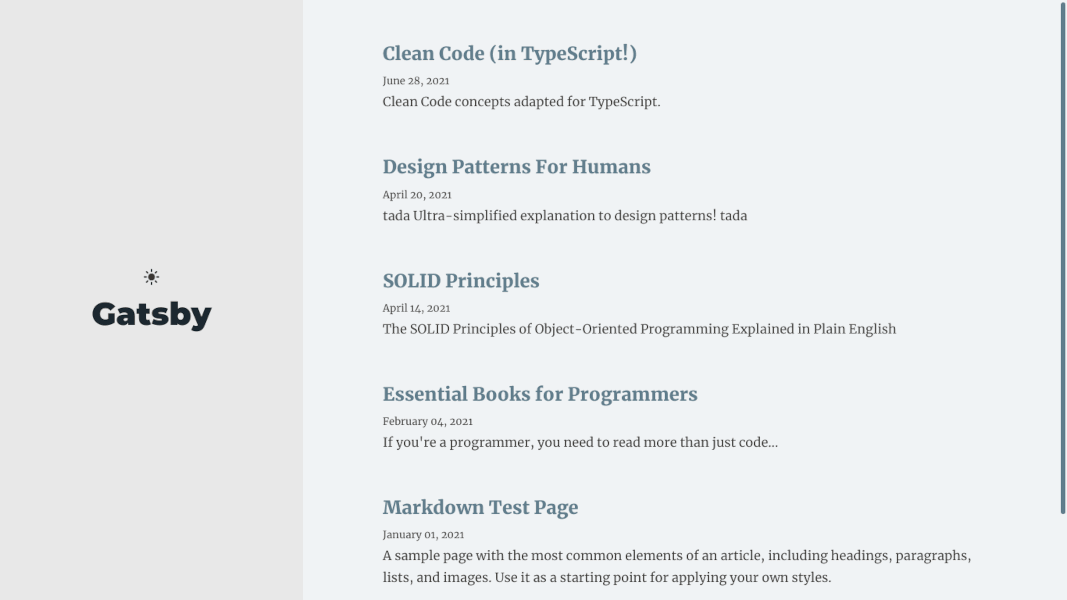 Gatsby
Clean Code (in TypeScript!)
June 28, 2021
Clean Code concepts adapted for TypeScript.
Design Patterns For Humans
April 20, 2021
tada Ultra-simplified explanation to design patterns! tada
SOLID Principles
April 14, 2021
The SOLID Principles of Object-Oriented Programming Explained in Plain English
Essential Books for Programmers
February 04, 2021
If you're a programmer, you need to read more than just code...
Markdown Test Page
January 01, 2021
A sample page with the most common elements of an article, including headings, paragraphs,
lists, and images. Use it as a starting point for applying your own styles.